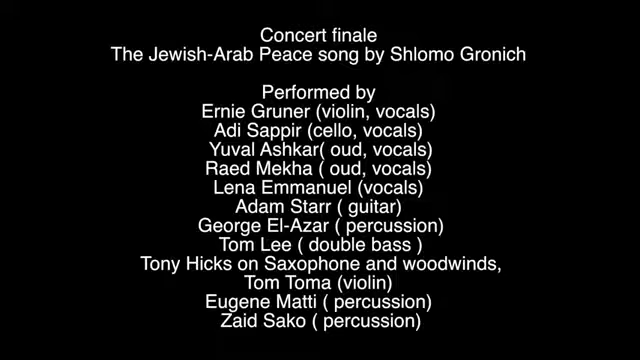 Concert finale
The Jewish-Arab Peace song by Shlomo Gronich
Performed by
Ernie Gruner (violin, vocals)
Adi Sappir (cello, vocals)
Yuval Ashkar( oud, vocals)
Raed Mekha ( oud, vocals)
Lena Emmanuel (vocals)
Adam Starr ( guitar)
George El-Azar ( percussion)
Tom Lee ( double bass )
Tony Hicks on Saxophone and woodwinds,
Tom Toma (violin)
Eugene Matti ( percussion)
Zaid Sako ( percussion)